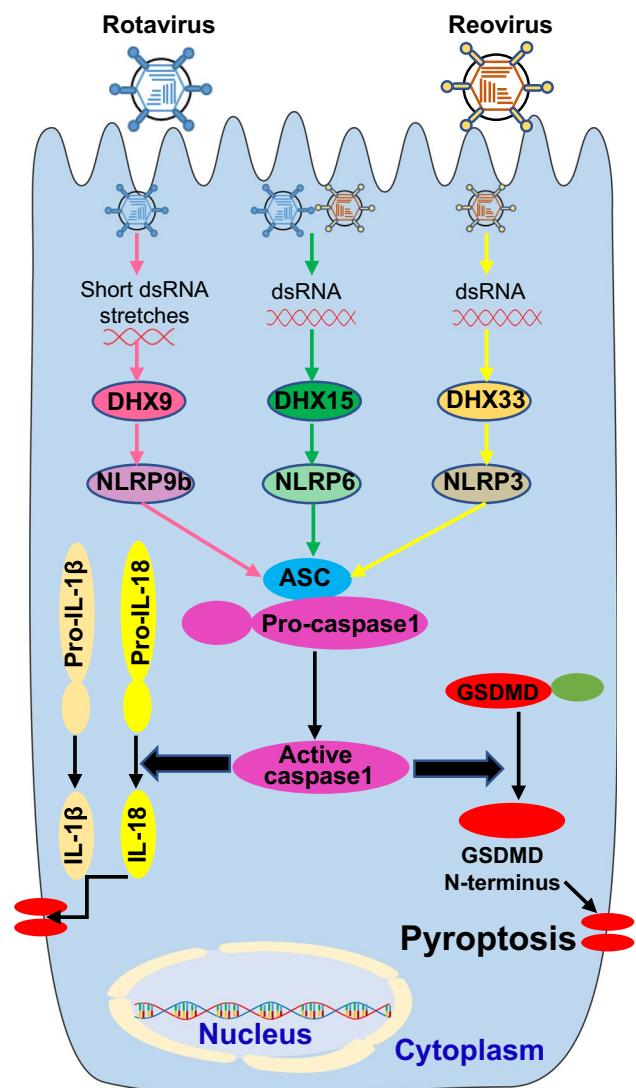 Rotavirus
Reovirus
Short dsRNA
stretches
dsRNA
dsRNA
DHX9
DHX15
DHX33
NLRP9b
NLRP6
NLRP3
ASC
Pro-caspase1
Pro-IL-1β
Pro-IL-18
GSDMD
Active
caspase1
IL-1β
IL-18
GSDMD
N-terminus
Pyroptosis
Nucleus
Cytoplasm